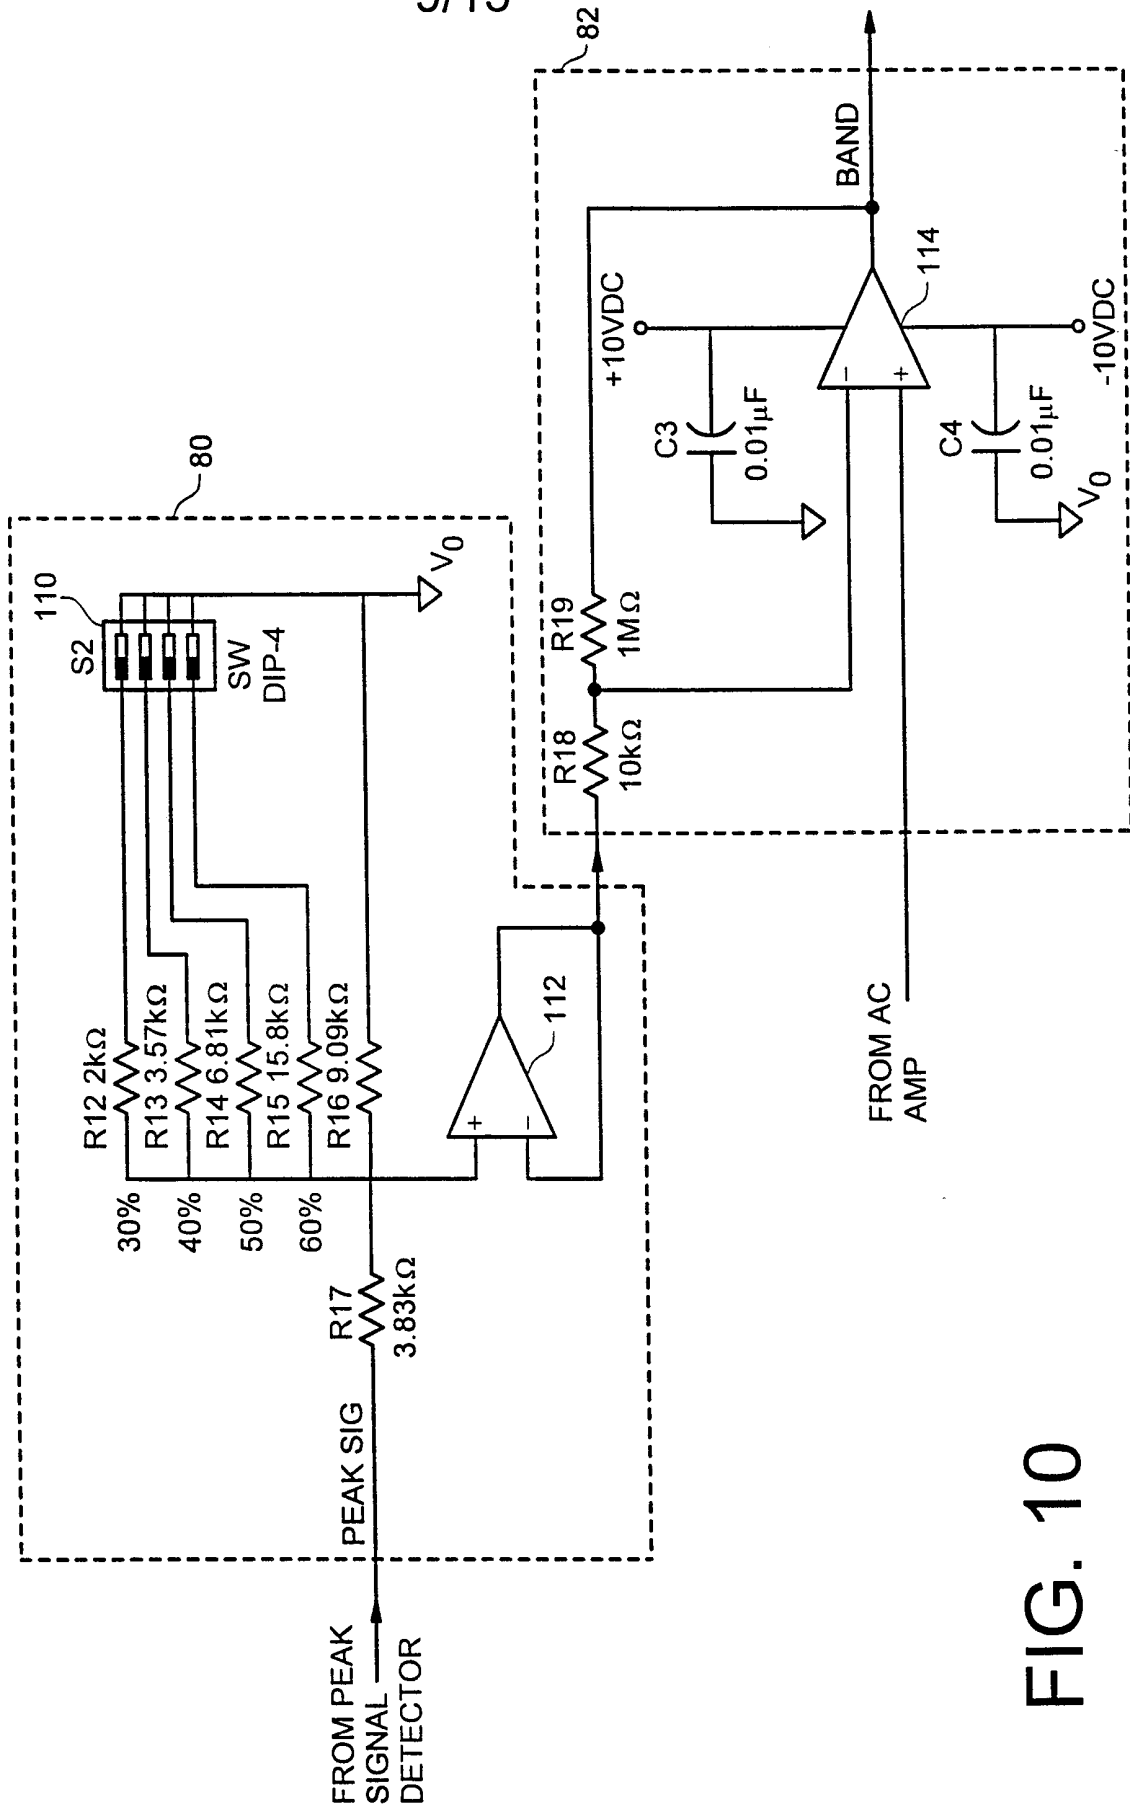 9/15
80
110
S2
SW
DIP-4
V0
R12 2kΩ
R13 3.57kΩ
R14 6.81kΩ
R15 15.8kΩ
R16 9.09kΩ
30%
40%
50%
60%
R17
3.83kΩ
PEAK SIG
FROM PEAK
SIGNAL
DETECTOR
+
−
112
82
BAND
+10VDC
114
-10VDC
C3
0.01µF
C4
0.01µF
V0
−
+
R19
1MΩ
R18
10kΩ
FROM AC
AMP
FIG. 10